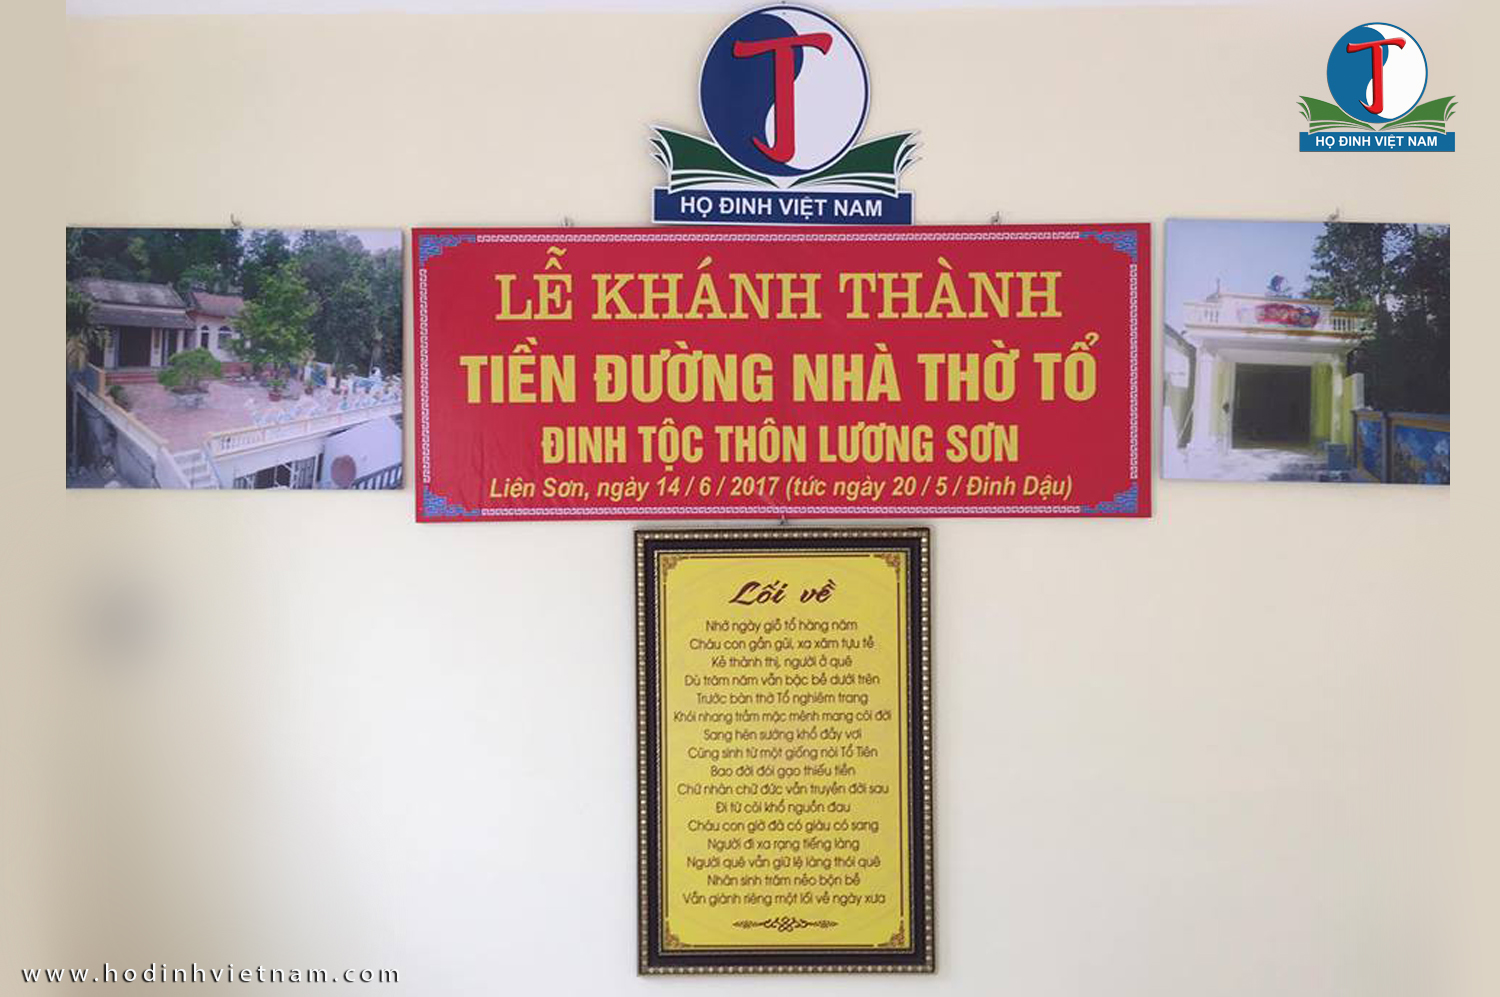 T
HỌ ĐINH VIỆT NAM
T
HỌ ĐINH VIỆT NAM
LỄ KHÁNH THÀNH
TIỀN ĐƯỜNG NHÀ THỜ TỔ
ĐINH TỘC THÔN LƯƠNG SƠN
Liên Sơn, ngày 14 / 6 / 2017 (tức ngày 20 / 5 / Đinh Dậu)
Lối về
Nhớ ngày giỗ tổ hàng năm
Cháu con gần gũi, xa xăm tựu tề
Kẻ thành thị, người ở quê
Dù trăm năm vẫn bậc bề dưới trên
Trước bàn thờ Tổ nghiêm trang
Khói nhang trầm mặc mênh mang cõi đời
Sang hèn sướng khổ đầy vơi
Cũng sinh từ một giống nòi Tổ Tiên
Bao đời đói gạo thiếu tiền
Chữ nhân chữ đức vẫn truyền đời sau
Đi từ cõi khổ nguồn đau
Cháu con giờ đã có giàu có sang
Người đi xa rạng tiếng làng
Người quê vẫn giữ lệ làng thói quê
Nhân sinh trăm nẻo bộn bề
Vẫn giành riêng một lối về ngày xưa
www.hodinhvietnam.com